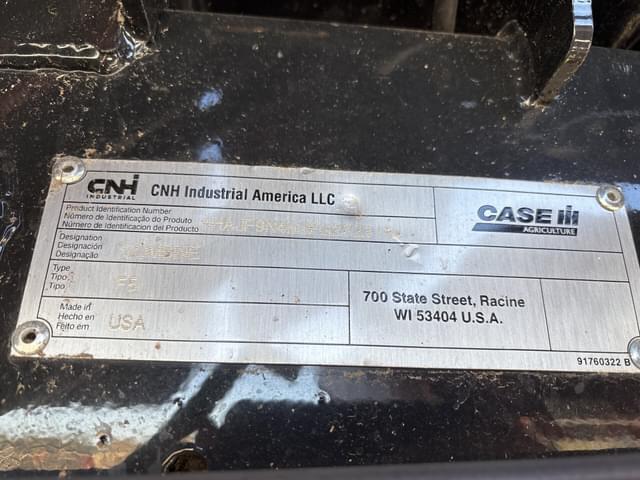 CNH
INDUSTRIAL
CNH Industrial America LLC
Product Identification Number
Número de Identificação do Produto
Número de Identificacion del Producto
Designation
Designación
Designação
Type
Tipo
Tipo
Made in
Hecho en
Feito em
USA
CASE IH
AGRICULTURE
700 State Street, Racine
WI 53404 U.S.A.
91760322 B